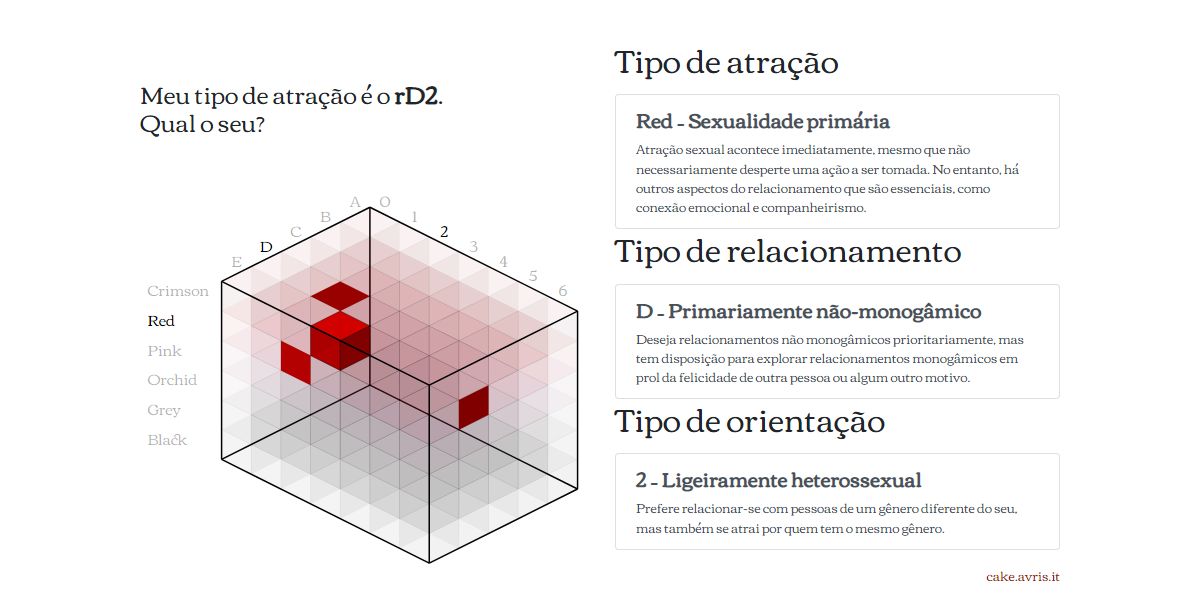 Meu tipo de atração é o rD2.
Qual o seu?
A O
B 1
C 2
D 3
E 4
5
6
Crimson
Red
Pink
Orchid
Grey
Black
Tipo de atração
Red - Sexualidade primária
Atração sexual acontece imediatamente, mesmo que não
necessariamente desperte uma ação a ser tomada. No entanto, há
outros aspectos do relacionamento que são essenciais, como
conexão emocional e companheirismo.
Tipo de relacionamento
D - Primariamente não-monogâmico
Deseja relacionamentos não monogâmicos prioritariamente, mas
tem disposição para explorar relacionamentos monogâmicos em
prol da felicidade de outra pessoa ou algum outro motivo.
Tipo de orientação
2 - Ligeiramente heterossexual
Prefere relacionar-se com pessoas de um gênero diferente do seu,
mas também se atrai por quem tem o mesmo gênero.
cake.avris.it